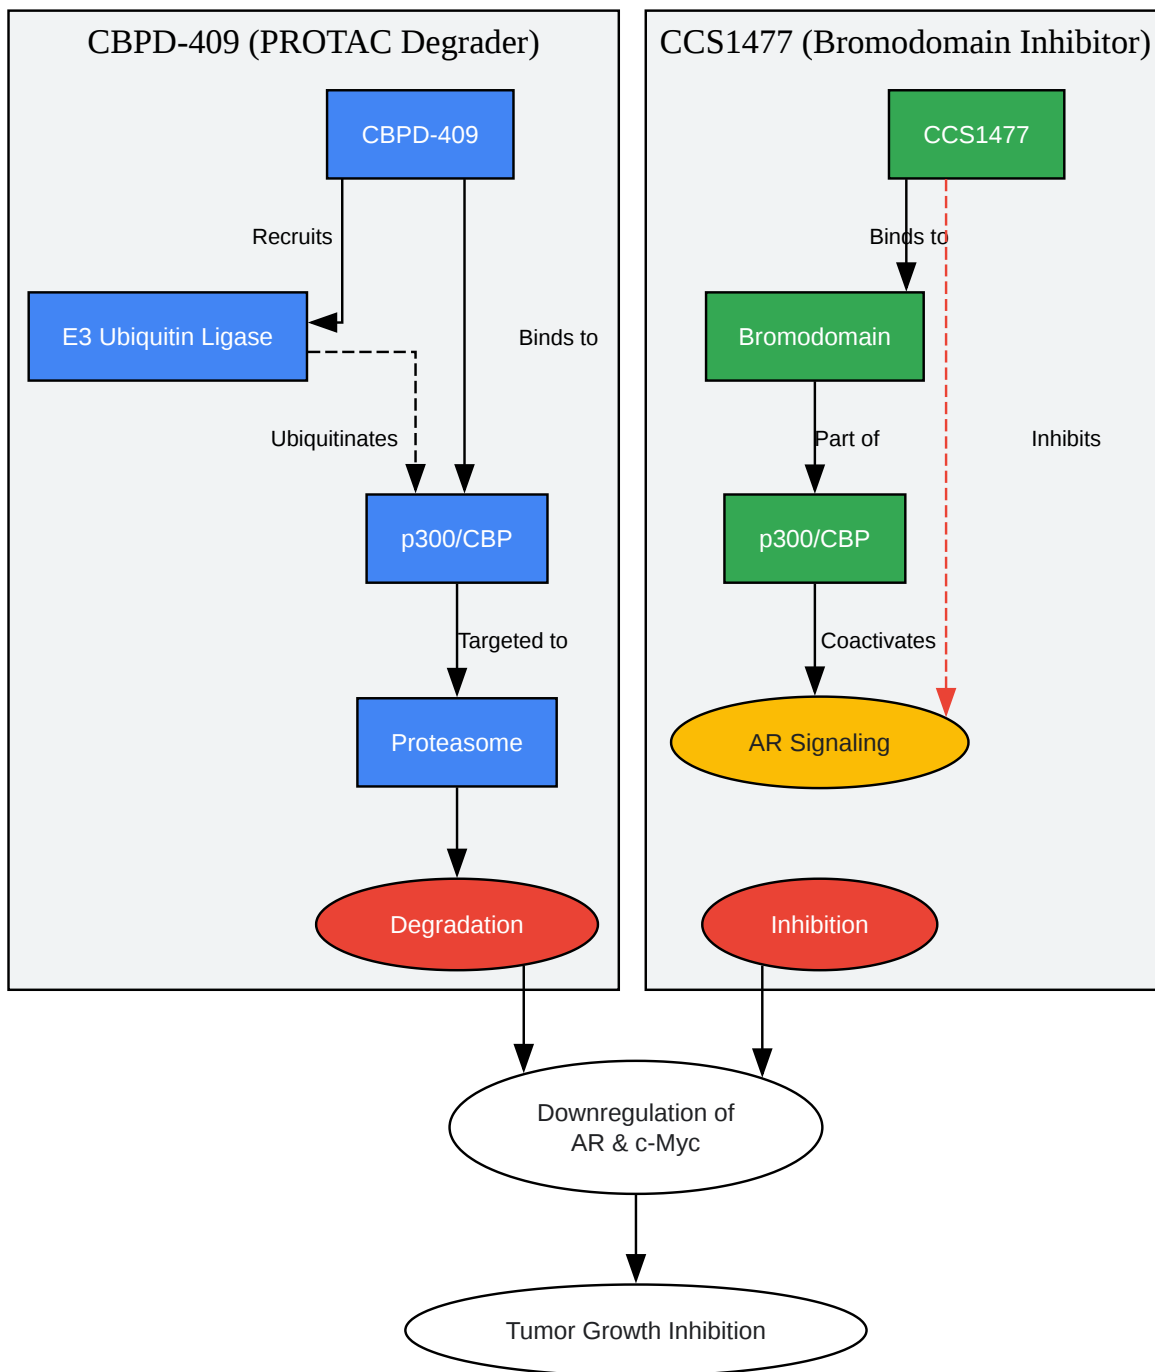 CBPD-409 (PROTAC Degrader)
CBPD-409
Recruits
E3 Ubiquitin Ligase
Binds to
Ubiquitinates
p300/CBP
Targeted to
Proteasome
Degradation
CCS1477 (Bromodomain Inhibitor)
CCS1477
Binds to
Bromodomain
Part of
Inhibits
p300/CBP
Coactivates
AR Signaling
Inhibition
Downregulation of
AR & c-Myc
Tumor Growth Inhibition